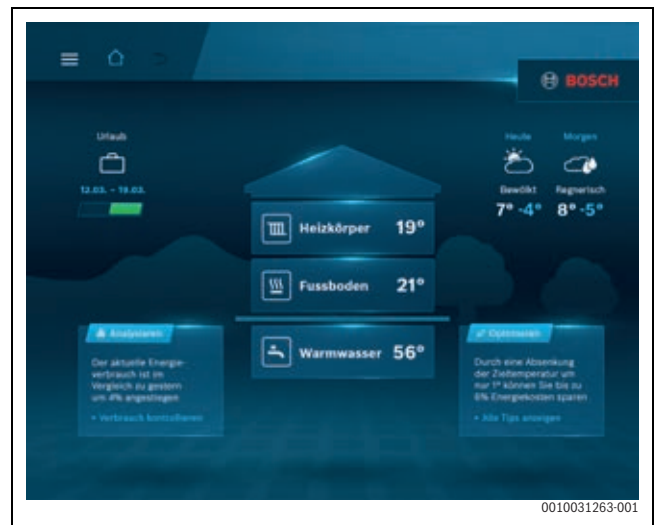 BOSCH
Urlaub
12.03. – 19.03.
Heute Morgen
Bewölkt Regnerisch
7° -4° 8° -5°
Heizkörper 19°
Fussboden 21°
Warmwasser 56°
Analysieren
Der aktuelle Energie-
verbrauch ist im
Vergleich zu gestern
um 4% angestiegen
» Verbrauch kontrollieren
Optimieren
Durch eine Absenkung
der Zieltemperatur um
nur 1° können Sie bis zu
6% Energiekosten sparen
» Alle Tips anzeigen
0010031263-001